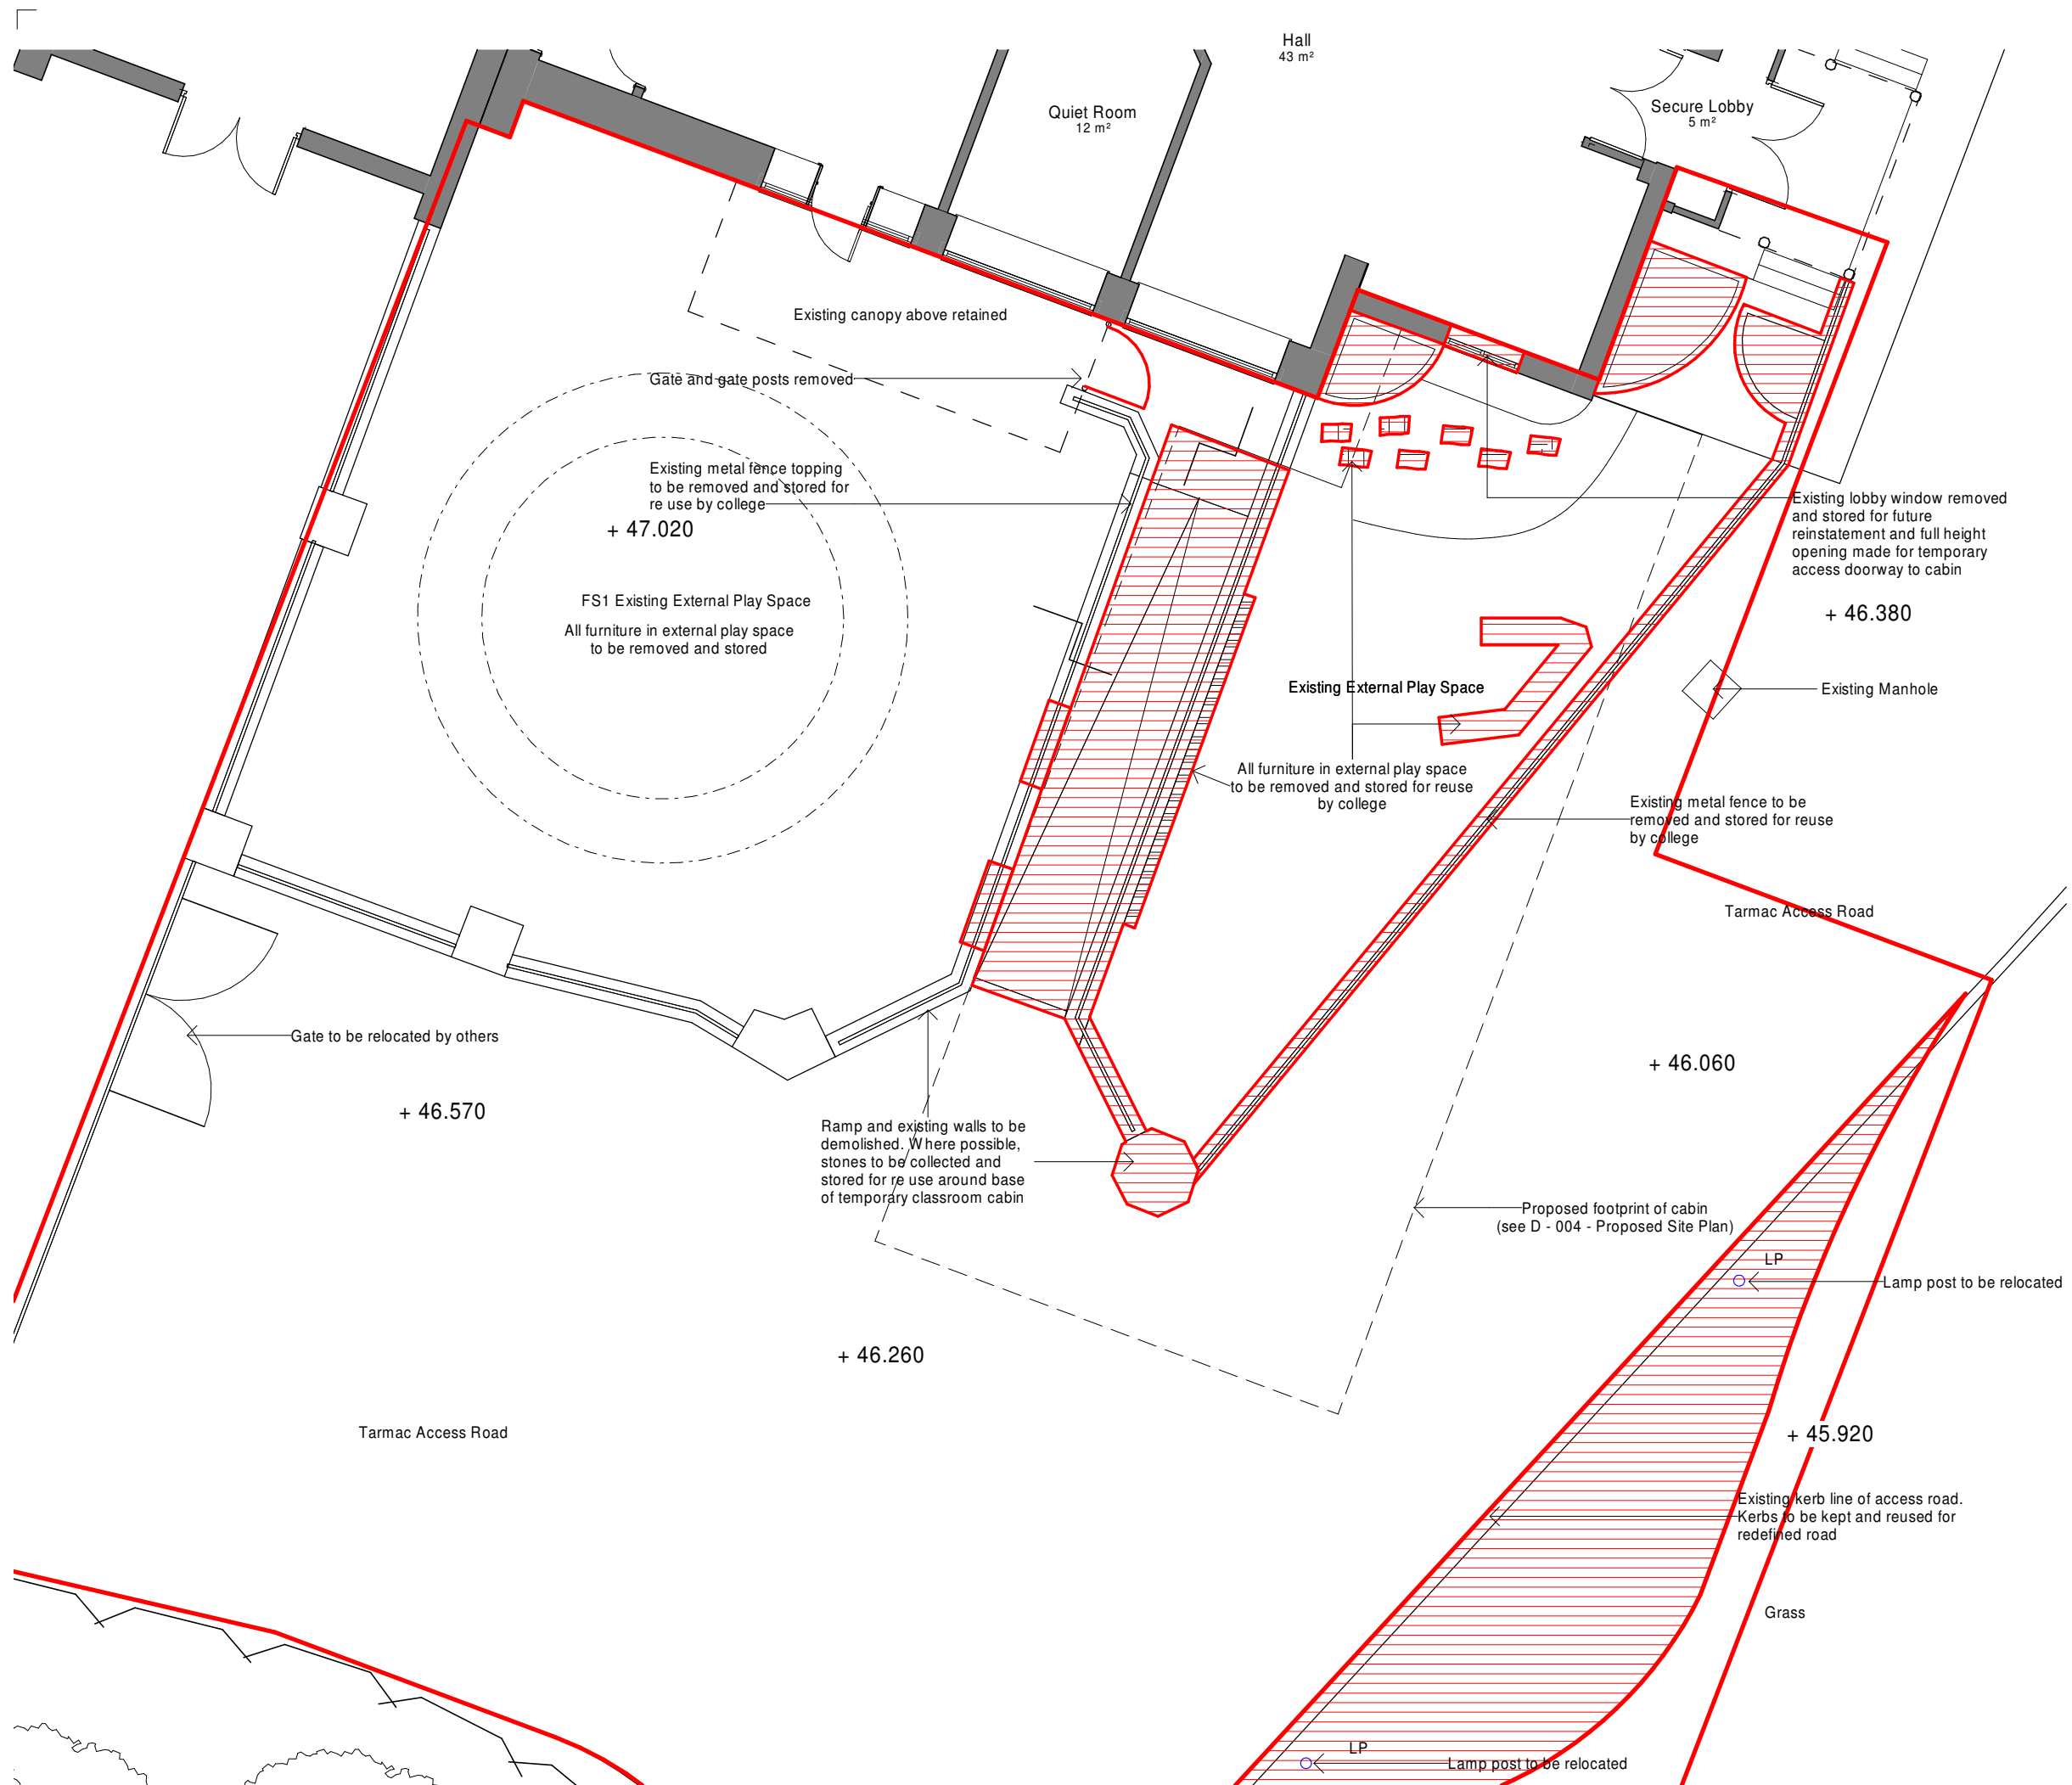 Hall
43 m²
Quiet Room
12 m²
Secure Lobby
5 m²
Existing canopy above retained
Gate and gate posts removed
Existing metal fence topping
to be removed and stored for
re use by college
+ 47.020
FS1 Existing External Play Space
All furniture in external play space
to be removed and stored
Existing lobby window removed
and stored for future
reinstatement and full height
opening made for temporary
access doorway to cabin
+ 46.380
Existing Manhole
Existing External Play Space
All furniture in external play space
to be removed and stored for reuse
by college
Existing metal fence to be
removed and stored for reuse
by college
Tarmac Access Road
Gate to be relocated by others
+ 46.570
+ 46.060
Ramp and existing walls to be
demolished. Where possible,
stones to be collected and
stored for re use around base
of temporary classroom cabin
Proposed footprint of cabin
(see D - 004 - Proposed Site Plan)
LP
Lamp post to be relocated
+ 46.260
Tarmac Access Road
+ 45.920
Existing kerb line of access road.
Kerbs to be kept and reused for
redefined road
Grass
LP
Lamp post to be relocated